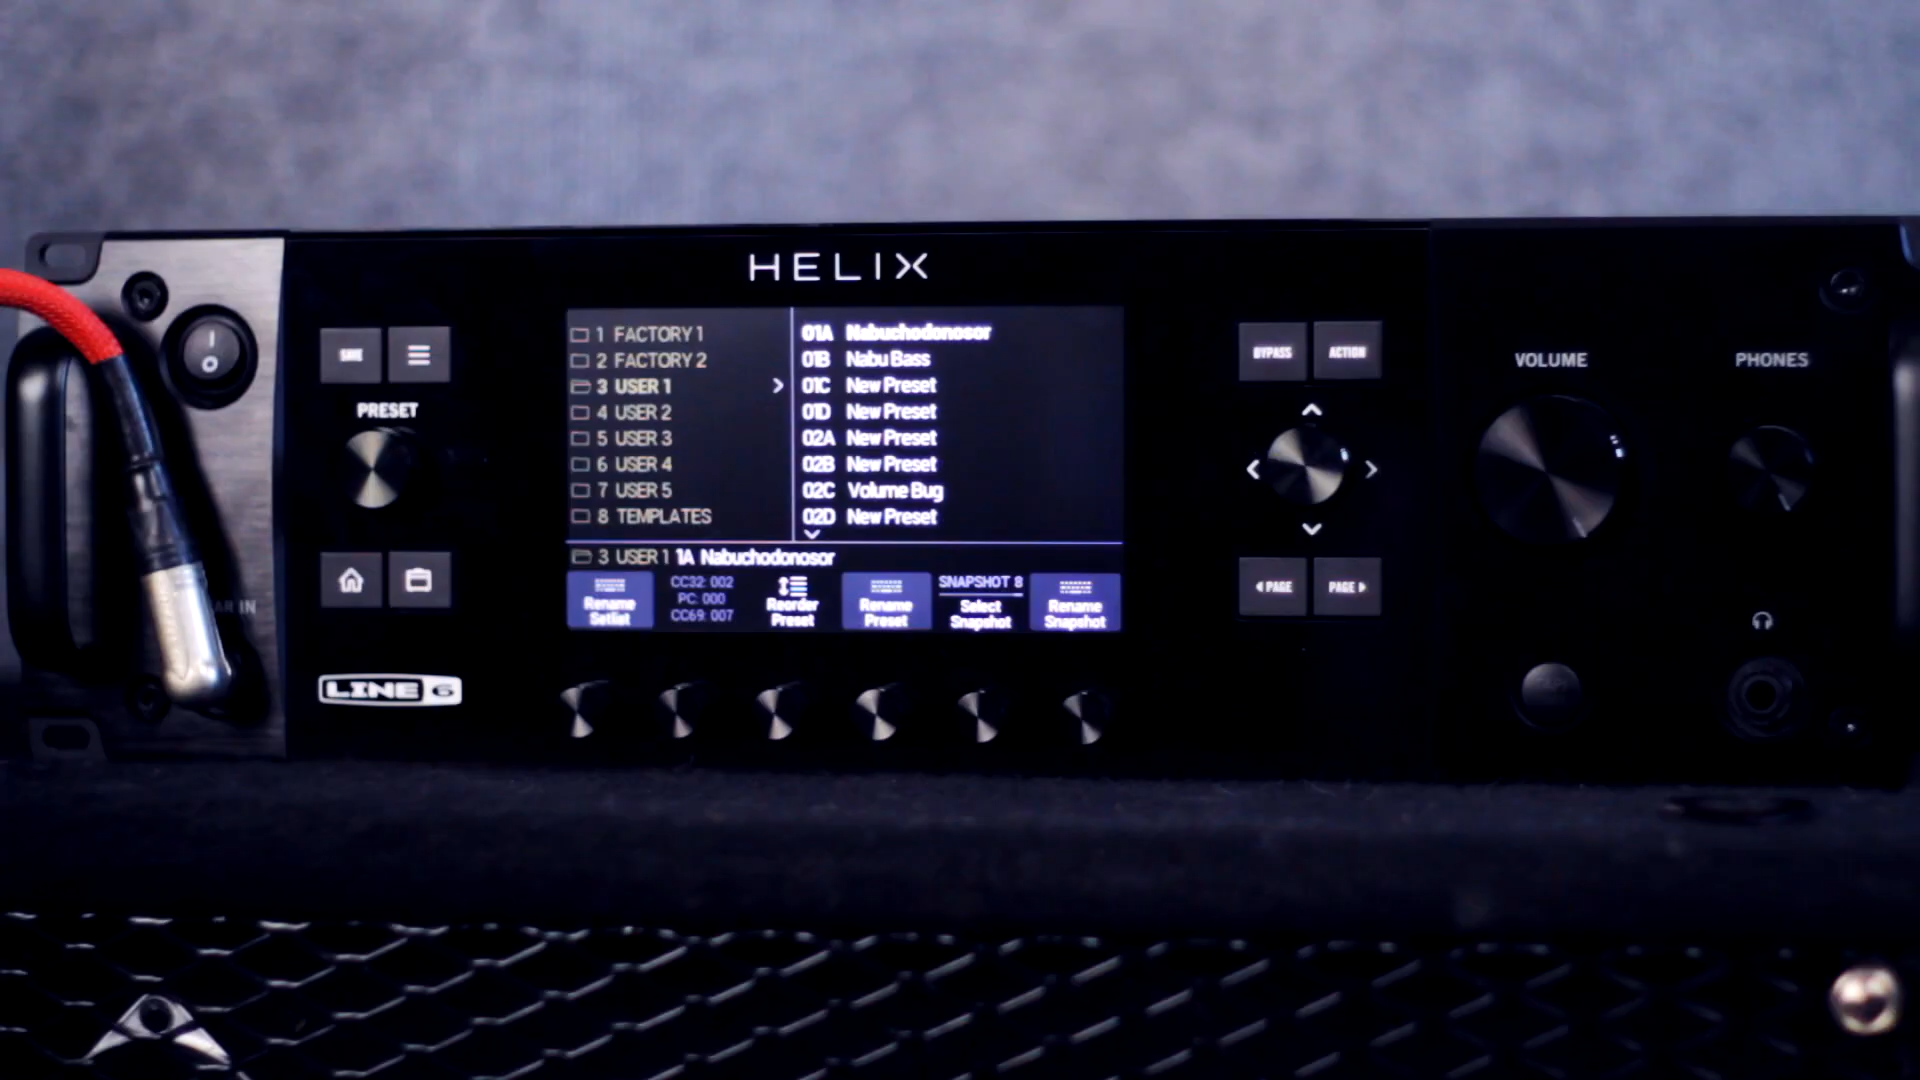 HELIX
SAVE
PRESET
1 FACTORY 1
2 FACTORY 2
3 USER 1
4 USER 2
5 USER 3
6 USER 4
7 USER 5
8 TEMPLATES
01A Nabuchodonosor
01B Nabu Bass
01C New Preset
01D New Preset
02A New Preset
02B New Preset
02C Volume Bug
02D New Preset
3 USER 1 1A Nabuchodonosor
Rename
Setlist
CC32: 002
PC: 000
CC69: 007
Reorder
Preset
Rename
Preset
SNAPSHOT 8
Select
Snapshot
Rename
Snapshot
BYPASS
ACTION
PAGE
PAGE
VOLUME
PHONES
IN
LINE 6